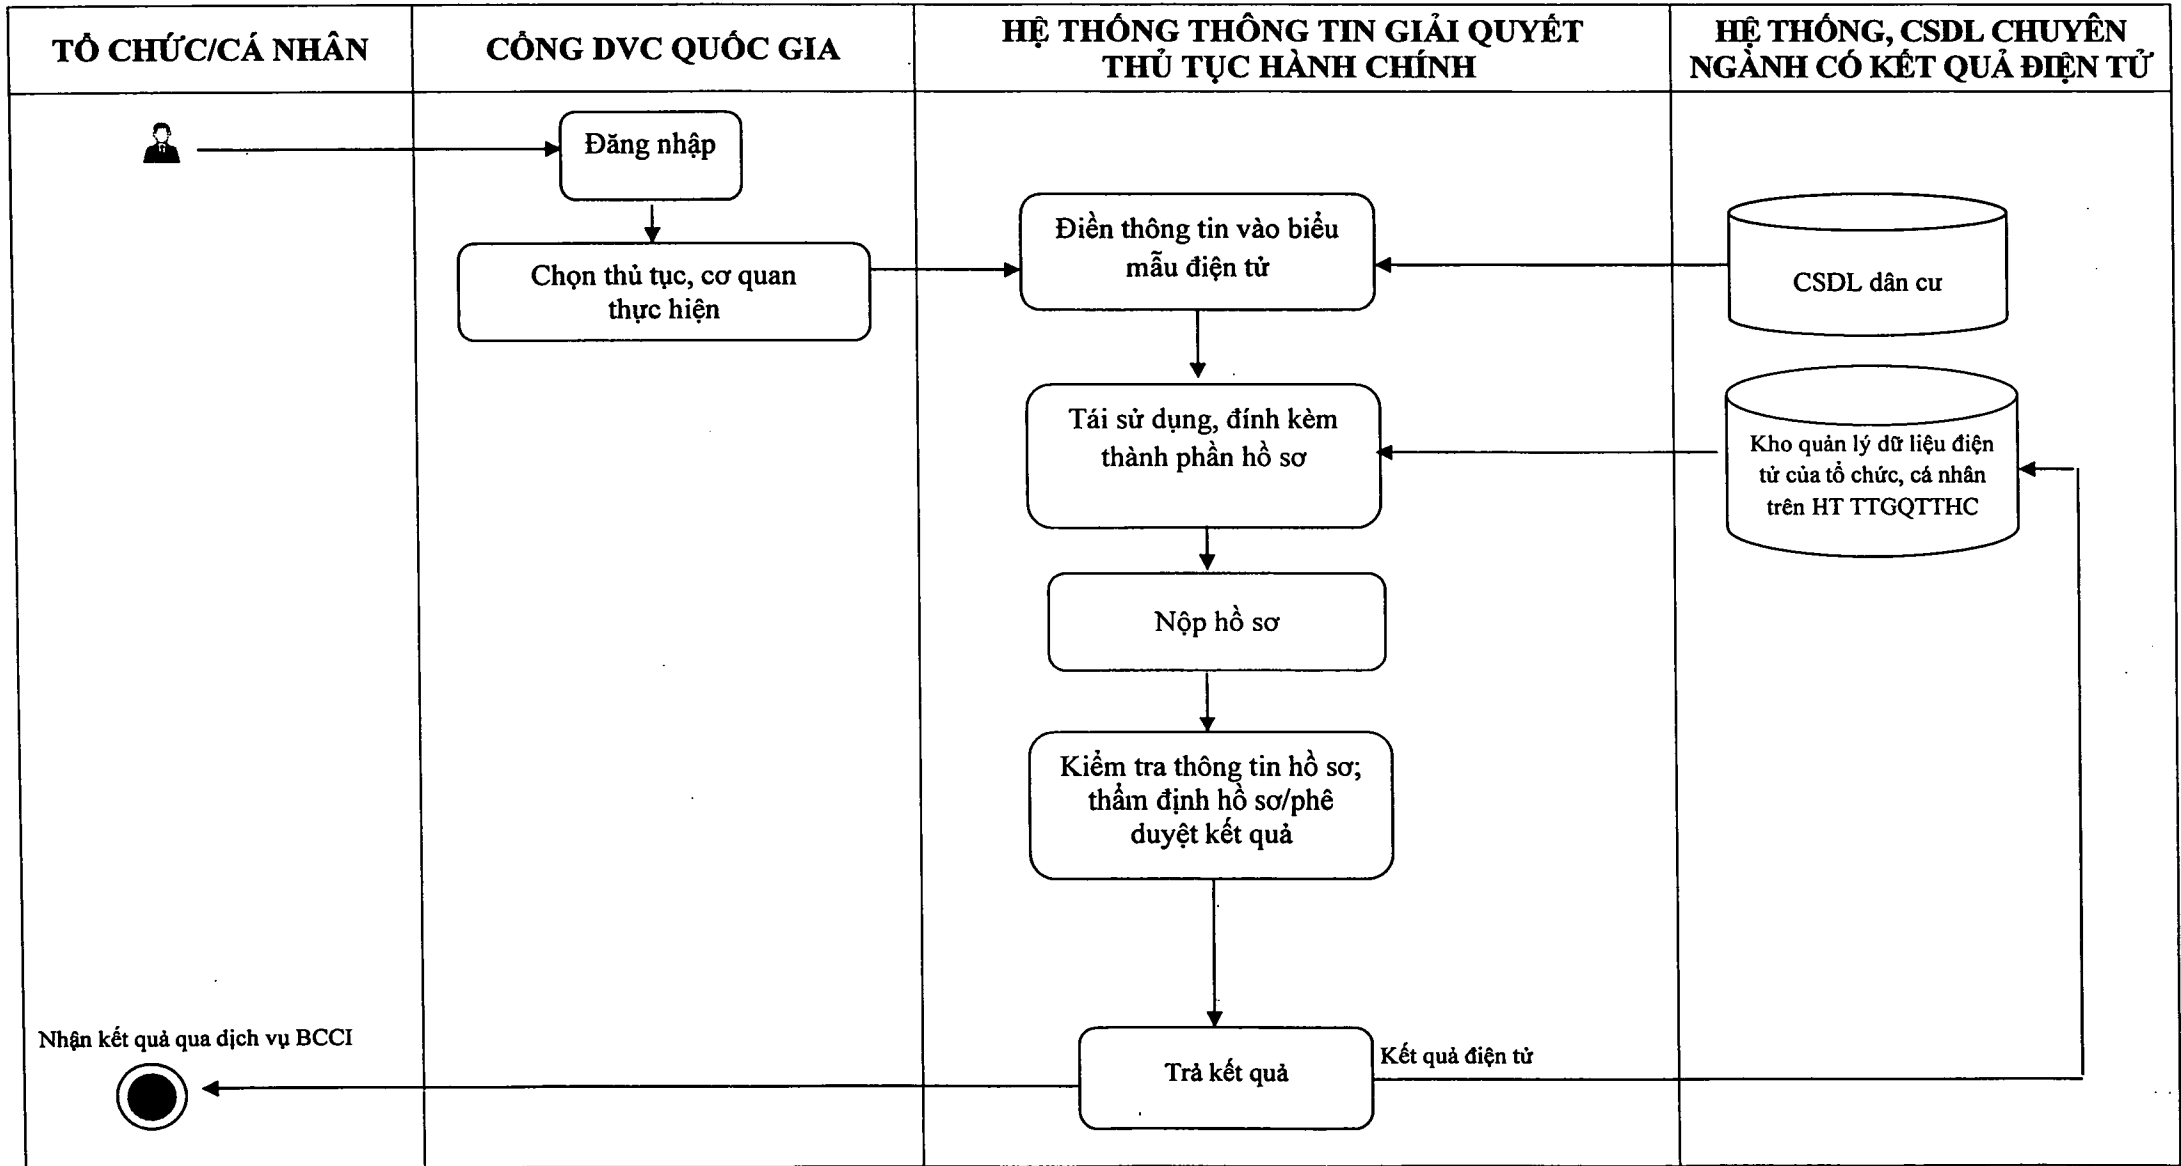 TỔ CHỨC/CÁ NHÂN
CỔNG DVC QUỐC GIA
HỆ THỐNG THÔNG TIN GIẢI QUYẾT
THỦ TỤC HÀNH CHÍNH
HỆ THỐNG, CSDL CHUYÊN
NGÀNH CÓ KẾT QUẢ ĐIỆN TỬ
Đăng nhập
Chọn thủ tục, cơ quan
thực hiện
Điền thông tin vào biểu
mẫu điện tử
CSDL dân cư
Tái sử dụng, đính kèm
thành phần hồ sơ
Kho quản lý dữ liệu điện
tử của tổ chức, cá nhân
trên HT TTGQTTHC
Nộp hồ sơ
Kiểm tra thông tin hồ sơ;
thẩm định hồ sơ/phê
duyệt kết quả
Nhận kết quả qua dịch vụ BCCI
Trả kết quả
Kết quả điện tử